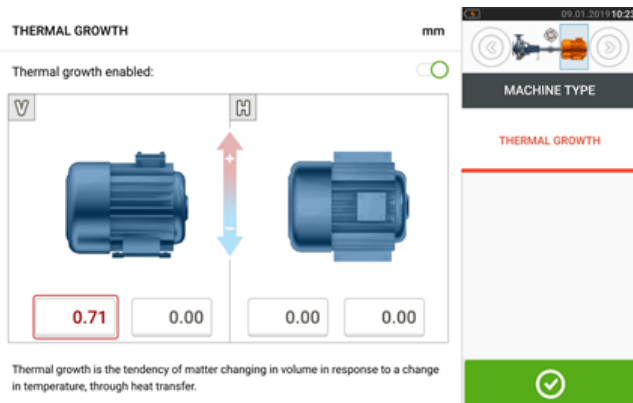 THERMAL GROWTH
mm
Thermal growth enabled:
V
H
+
-
0.71
0.00
0.00
0.00
Thermal growth is the tendency of matter changing in volume in response to a change
in temperature, through heat transfer.
09.01.2019 10:23
MACHINE TYPE
THERMAL GROWTH